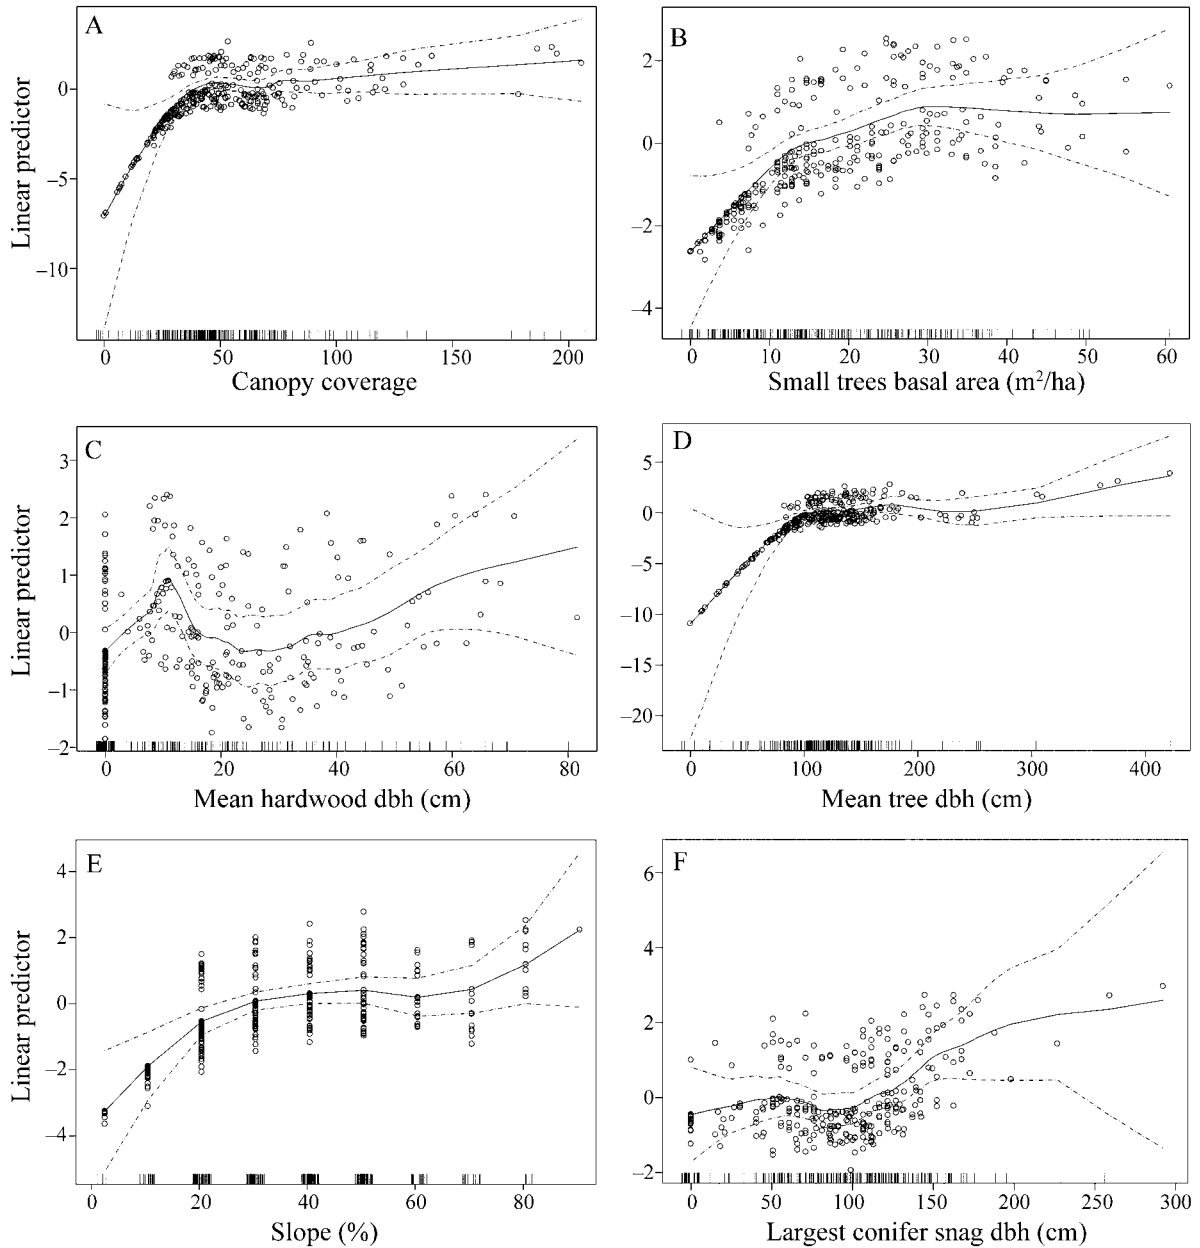 A
0
−5
−10
Linear predictor
0 50 100 150 200
Canopy coverage
B
2
0
−2
−4
0 10 20 30 40 50 60
Small trees basal area (m²/ha)
C
3
2
1
0
−1
−2
Linear predictor
0 20 40 60 80
Mean hardwood dbh (cm)
D
5
0
−5
−10
−15
−20
0 100 200 300 400
Mean tree dbh (cm)
E
4
2
0
−2
−4
Linear predictor
0 20 40 60 80
Slope (%)
F
6
4
2
0
−2
0 50 100 150 200 250 300
Largest conifer snag dbh (cm)